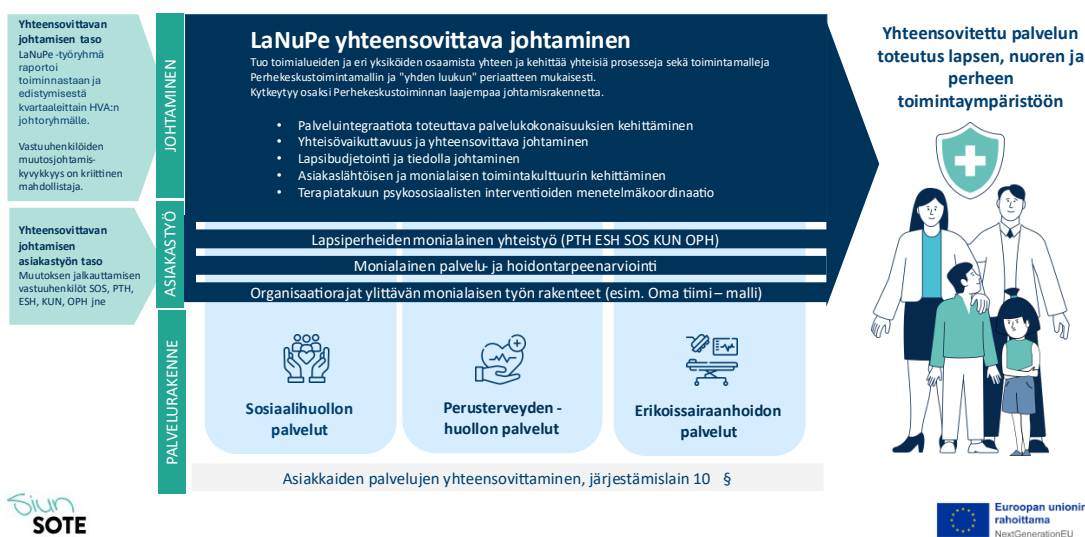 Yhteensovittavan
johtamisen taso
LaNuPe -työryhmä
raportoi
toiminnastaan ja
edistymisestä
kvartaaleittain HVA:n
johtoryhmälle.
Vastuuhenkilöiden
muutosjohtamis-
kyvykkyys on kriittinen
mahdollistaja.
Yhteensovittavan
johtamisen
asiakastyön taso
Muutoksen jalkauttamisen
vastuuhenkilöt SOS, PTH,
ESH, KUN, OPH jne
JOHTAMINEN
ASIAKASTYÖ
PALVELURAKENNE
LaNuPe yhteensovittava johtaminen
Tuo toimialueiden ja eri yksiköiden osaamista yhteen ja kehittää yhteisiä prosesseja sekä toimintamalleja
Perhekeskustoimintamallin ja "yhden luukun" periaatteen mukaisesti.
Kytkeytyy osaksi Perhekeskustoiminnan laajempaa johtamisrakennetta.
• Palveluintegraatiota toteuttava palvelukokonaisuuksien kehittäminen
• Yhteisövaikuttavuus ja yhteensovittava johtaminen
• Lapsibudjetointi ja tiedolla johtaminen
• Asiakaslähtöisen ja monialaisen toimintakulttuurin kehittäminen
• Terapiatakuun psykososiaalisten interventioiden menetelmäkoordinaatio
Lapsiperheiden monialainen yhteistyö (PTH ESH SOS KUN OPH)
Monialainen palvelu- ja hoidontarpeenarviointi
Organisaatiorajat ylittävän monialaisen työn rakenteet (esim. Oma tiimi – malli)
Sosiaalihuollon
palvelut
Perusterveyden -
huollon palvelut
Erikoissairaanhoidon
palvelut
Asiakkaiden palvelujen yhteensovittaminen, järjestämislain 10 §
Yhteensovitettu palvelun
toteutus lapsen, nuoren ja
perheen
toimintaympäristöön
Siun
SOTE
Euroopan unionin
rahoittama
NextGenerationEU